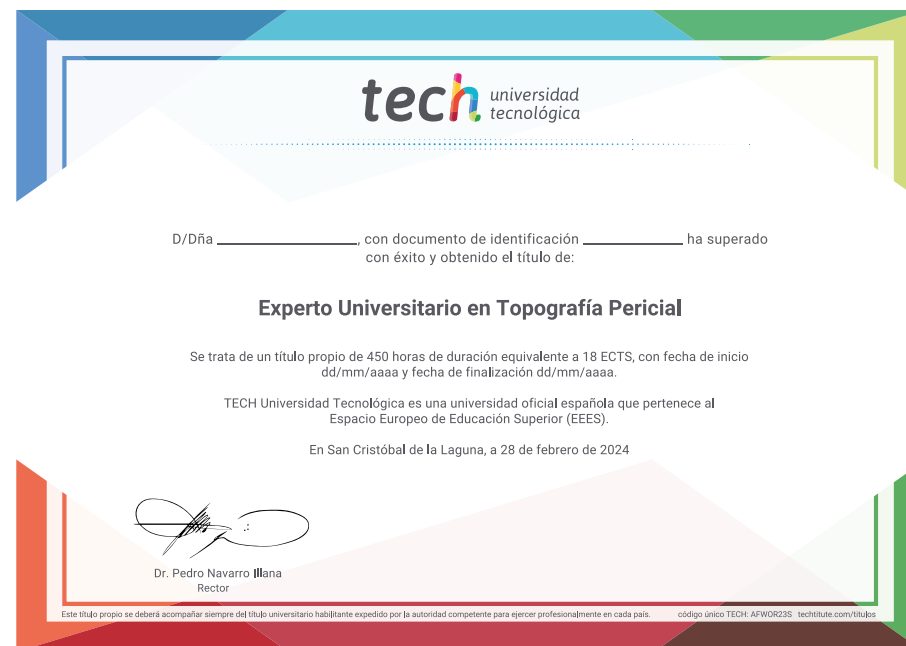 tech universidad
tecnológica
D/Dña ____________________, con documento de identificación ______________ ha superado
con éxito y obtenido el título de:
Experto Universitario en Topografía Pericial
Se trata de un título propio de 450 horas de duración equivalente a 18 ECTS, con fecha de inicio
dd/mm/aaaa y fecha de finalización dd/mm/aaaa.
TECH Universidad Tecnológica es una universidad oficial española que pertenece al
Espacio Europeo de Educación Superior (EEES).
En San Cristóbal de la Laguna, a 28 de febrero de 2024
Dr. Pedro Navarro Illana
Rector
Este título propio se deberá acompañar siempre del título universitario habilitante expedido por la autoridad competente para ejercer profesionalmente en cada país. código único TECH: AFWOR23S techtitute.com/titulos